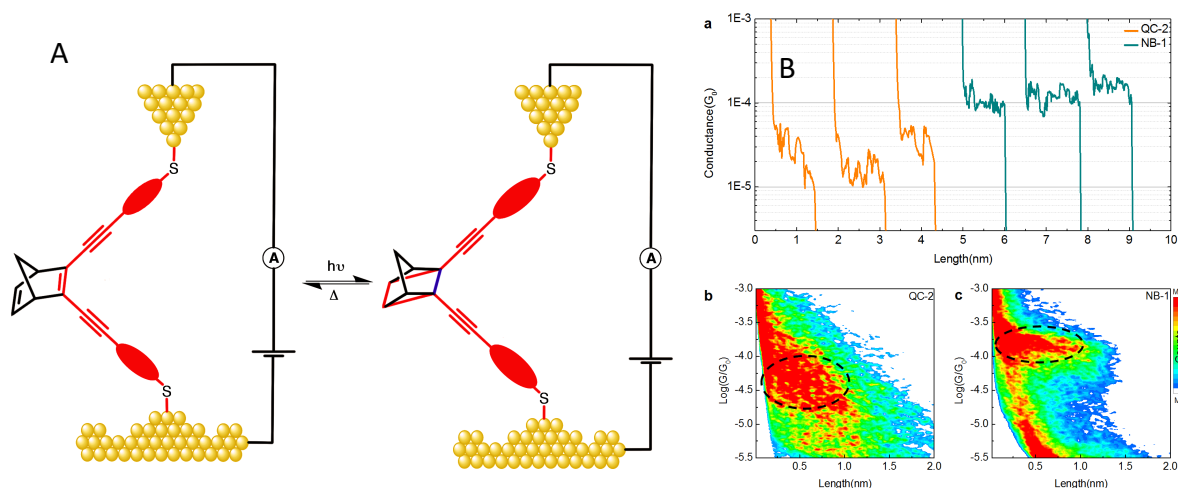 A
S
A
S
hυ
Δ
S
A
S
a
B
QC-2
NB-1
1E-3
1E-4
1E-5
Conductance(G₀)
0 1 2 3 4 5 6 7 8 9 10
Length(nm)
b
QC-2
-3.0
-3.5
-4.0
-4.5
-5.0
-5.5
Log(G/G₀)
0.5 1.0 1.5 2.0
Length(nm)
c
NB-1
-3.0
-3.5
-4.0
-4.5
-5.0
-5.5
Log(G/G₀)
0.5 1.0 1.5 2.0
Length(nm)